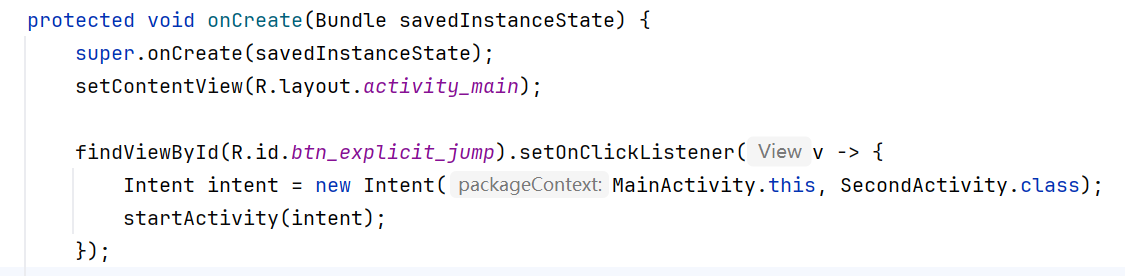 protected void onCreate(Bundle savedInstanceState) {
super.onCreate(savedInstanceState);
setContentView(R.layout.activity_main);
findViewById(R.id.btn_explicit_jump).setOnClickListener( View v -> {
Intent intent = new Intent( packageContext: MainActivity.this, SecondActivity.class);
startActivity(intent);
});